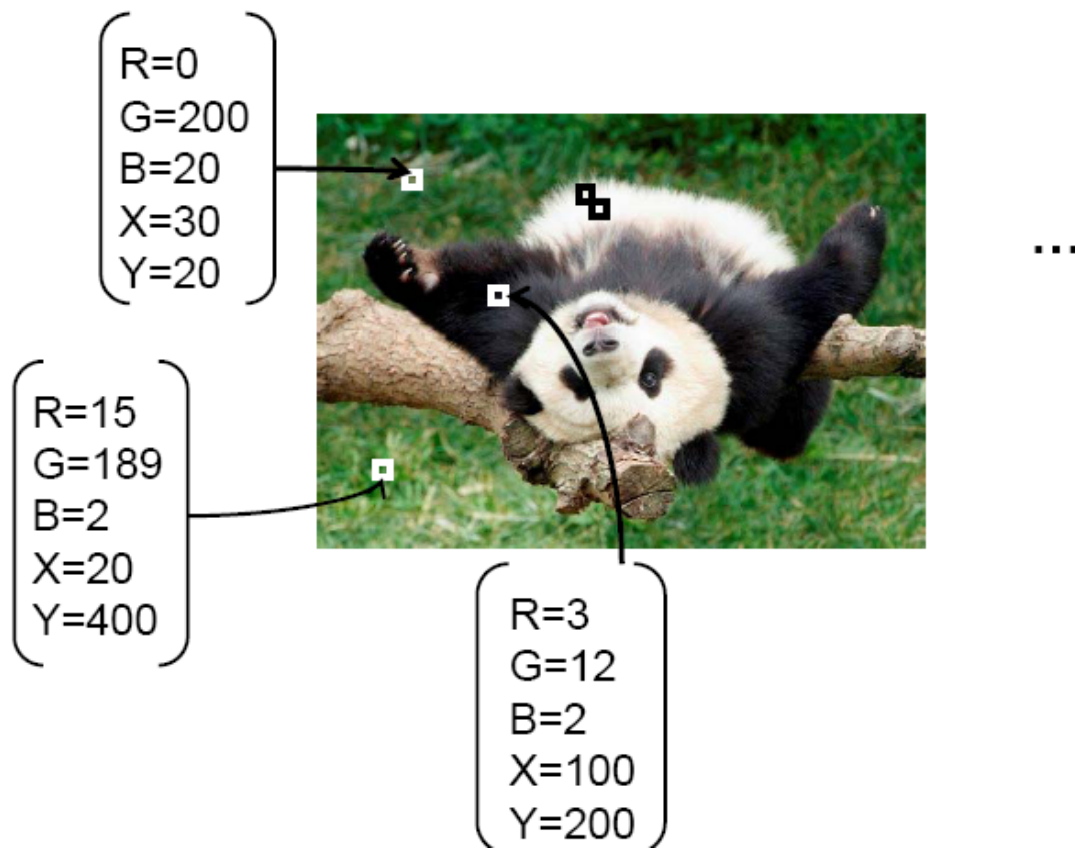 R=0
G=200
B=20
X=30
Y=20
...
R=15
G=189
B=2
X=20
Y=400
R=3
G=12
B=2
X=100
Y=200